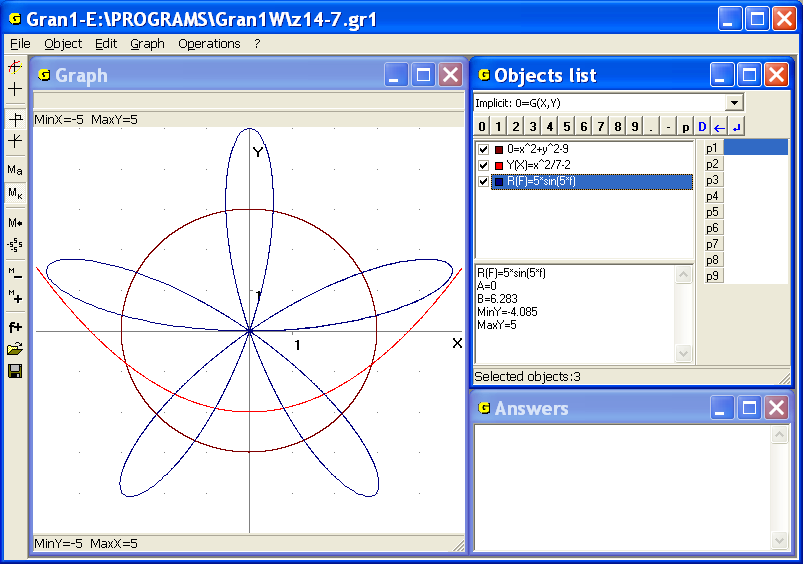 Gran1-E:\PROGRAMS\Gran1W\z14-7.gr1
File Object Edit Graph Operations ?
Graph
MinX=-5 MaxY=5
Y
1
1
X
MinY=-5 MaxX=5
Ma
Mк
M
555
M
M
f+
Objects list
Implicit: 0=G(X,Y)
0 1 2 3 4 5 6 7 8 9 . - p D
0=x^2+y^2-9
Y(X)=x^2/7-2
R(F)=5*sin(5*f)
p1
p2
p3
p4
p5
p6
p7
p8
p9
R(F)=5*sin(5*f)
A=0
B=6.283
MinY=-4.085
MaxY=5
Selected objects:3
Answers